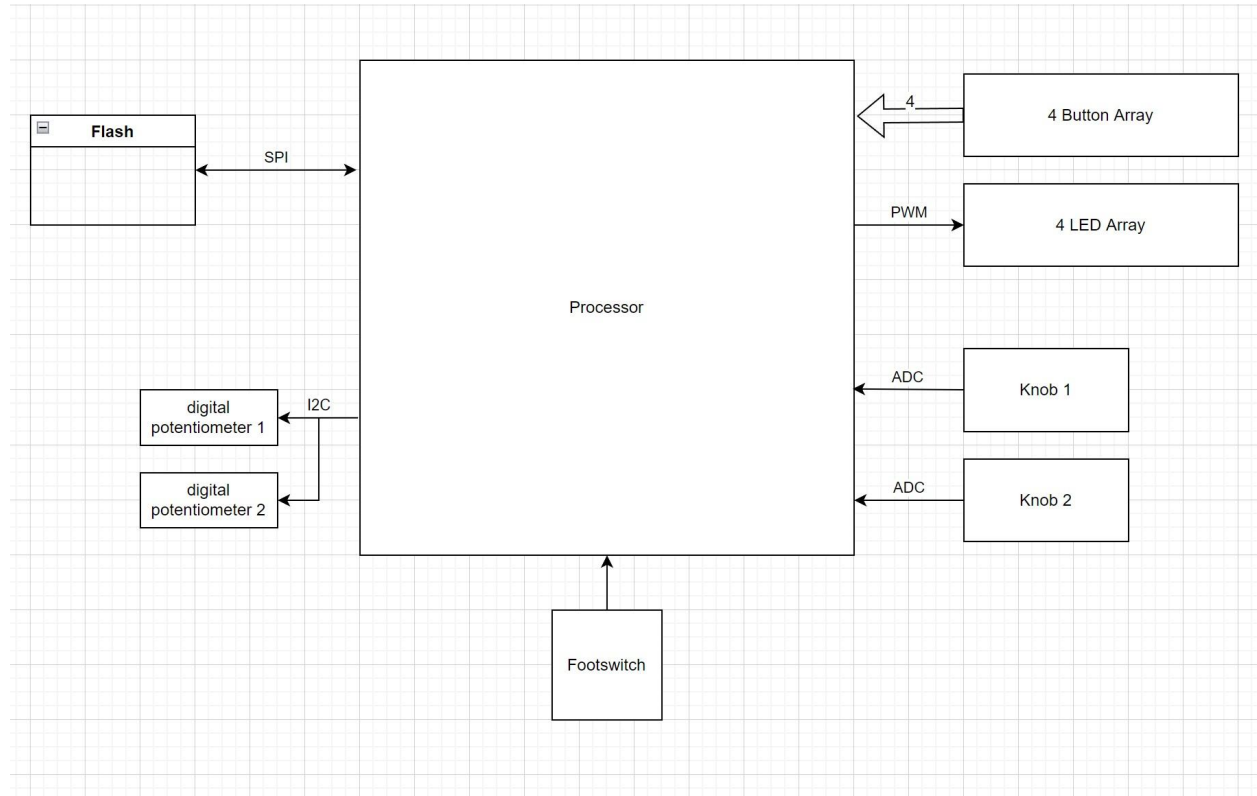 4
4 Button Array
Flash
SPI
PWM
4 LED Array
Processor
ADC
Knob 1
digital
potentiometer 1
I2C
ADC
Knob 2
digital
potentiometer 2
Footswitch